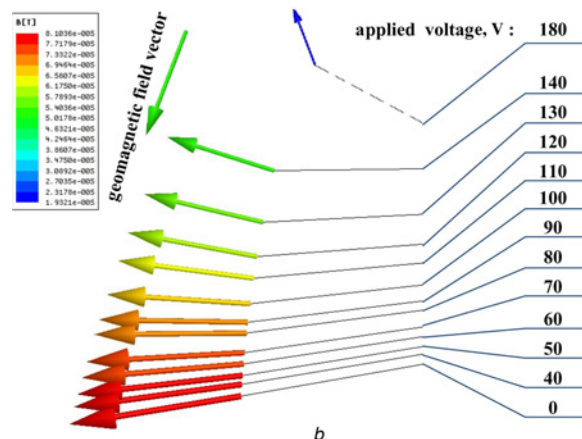 B[T]
8.1036e-005
7.7179e-005
7.3322e-005
6.9464e-005
6.5607e-005
6.1750e-005
5.7893e-005
5.4036e-005
5.0178e-005
4.6321e-005
4.2464e-005
3.8607e-005
3.4750e-005
3.0892e-005
2.7035e-005
2.3178e-005
1.9321e-005
geomagnetic field vector
applied voltage, V : 180
140
130
120
110
100
90
80
70
60
50
40
0
b